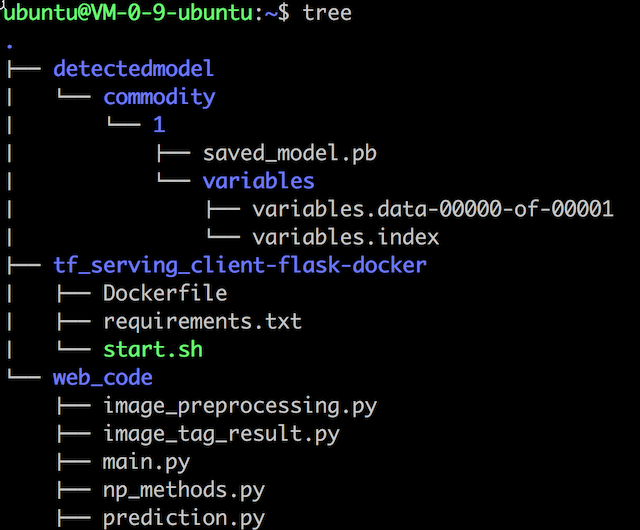 ubuntu@VM-0-9-ubuntu:~$ tree
.
├── detectedmodel
│   └── commodity
│       └── 1
│           ├── saved_model.pb
│           └── variables
│               ├── variables.data-00000-of-00001
│               └── variables.index
├── tf_serving_client-flask-docker
│   ├── Dockerfile
│   ├── requirements.txt
│   └── start.sh
└── web_code
    ├── image_preprocessing.py
    ├── image_tag_result.py
    ├── main.py
    ├── np_methods.py
    ├── prediction.py